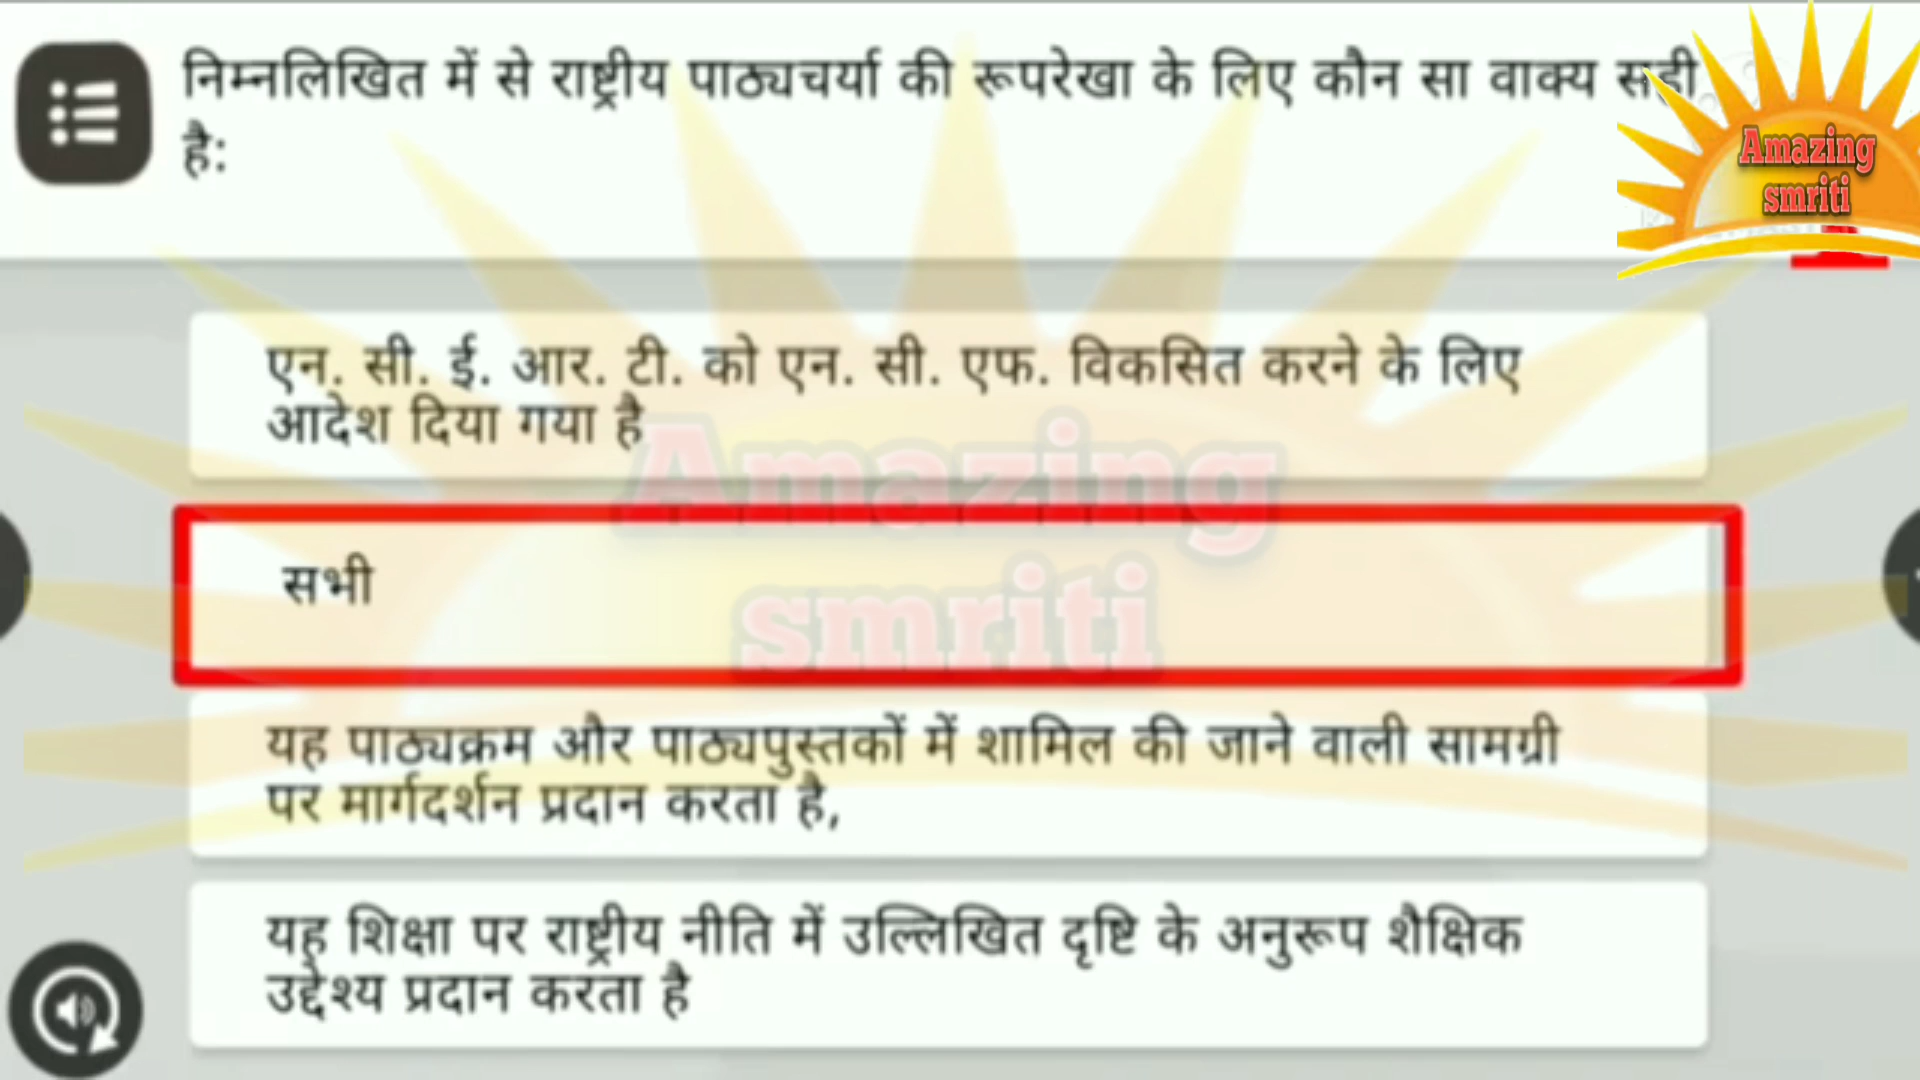 निम्नलिखित में से राष्ट्रीय पाठ्यचर्या की रूपरेखा के लिए कौन सा वाक्य सही
है:
Amazing
smriti
एन. सी. ई. आर. टी. को एन. सी. एफ. विकसित करने के लिए
आदेश दिया गया है
Amazing
सभी
smriti
यह पाठ्यक्रम और पाठ्यपुस्तकों में शामिल की जाने वाली सामग्री
पर मार्गदर्शन प्रदान करता है,
यह शिक्षा पर राष्ट्रीय नीति में उल्लिखित दृष्टि के अनुरूप शैक्षिक
उद्देश्य प्रदान करता है